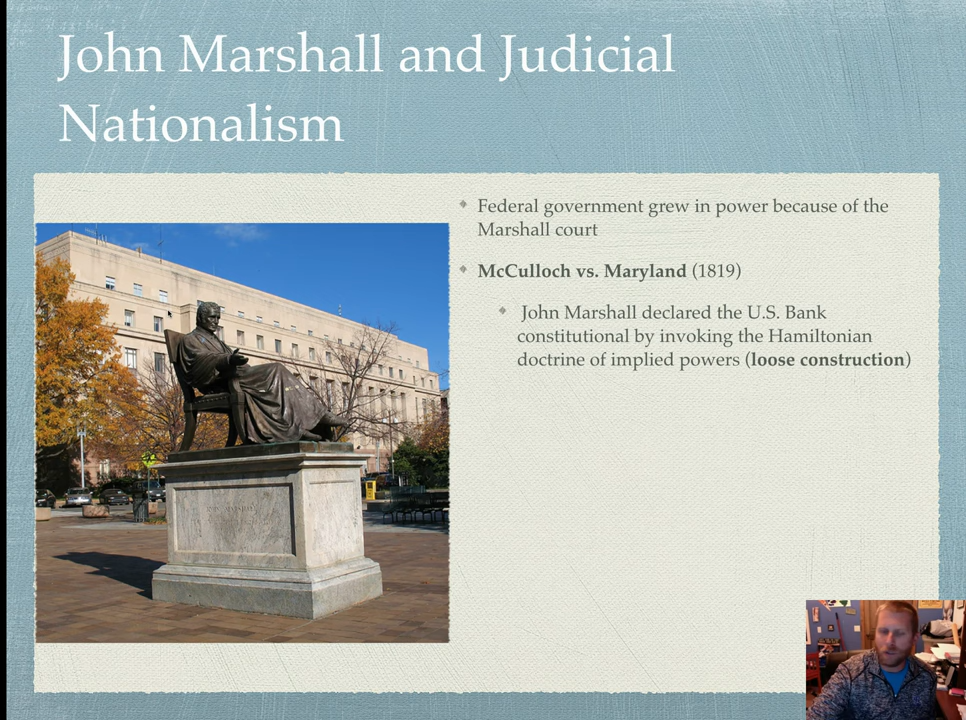 John Marshall and Judicial
Nationalism
Federal government grew in power because of the
Marshall court
McCulloch vs. Maryland (1819)
John Marshall declared the U.S. Bank
constitutional by invoking the Hamiltonian
doctrine of implied powers (loose construction)